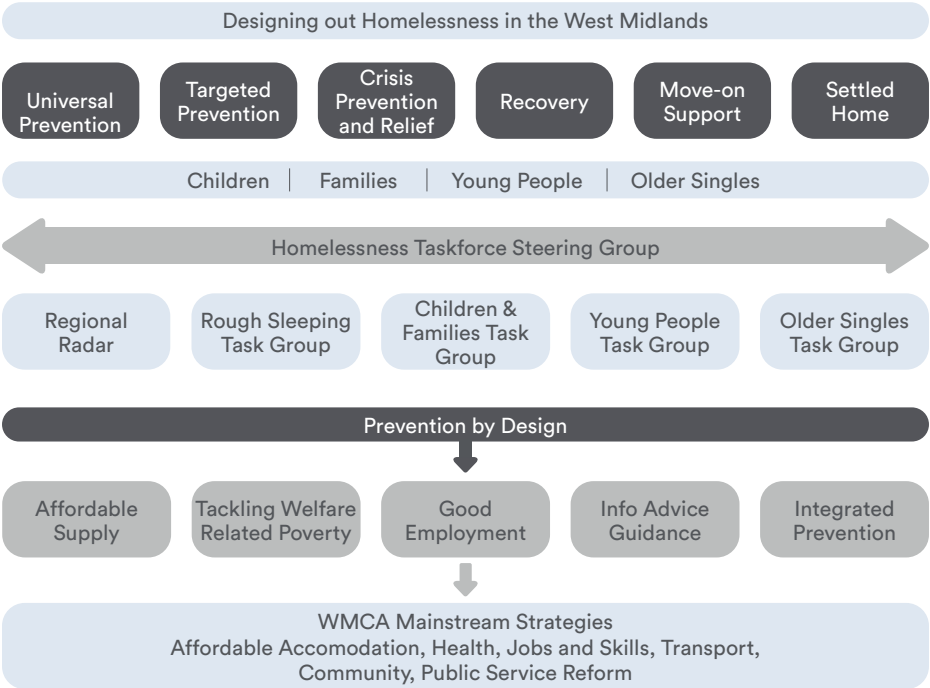 Designing out Homelessness in the West Midlands
Universal
Prevention
Targeted
Prevention
Crisis
Prevention
and Relief
Recovery
Move-on
Support
Settled
Home
Children | Families | Young People | Older Singles
Homelessness Taskforce Steering Group
Regional
Radar
Rough Sleeping
Task Group
Children &
Families Task
Group
Young People
Task Group
Older Singles
Task Group
Prevention by Design
Affordable
Supply
Tackling Welfare
Related Poverty
Good
Employment
Info Advice
Guidance
Integrated
Prevention
WMCA Mainstream Strategies
Affordable Accomodation, Health, Jobs and Skills, Transport,
Community, Public Service Reform